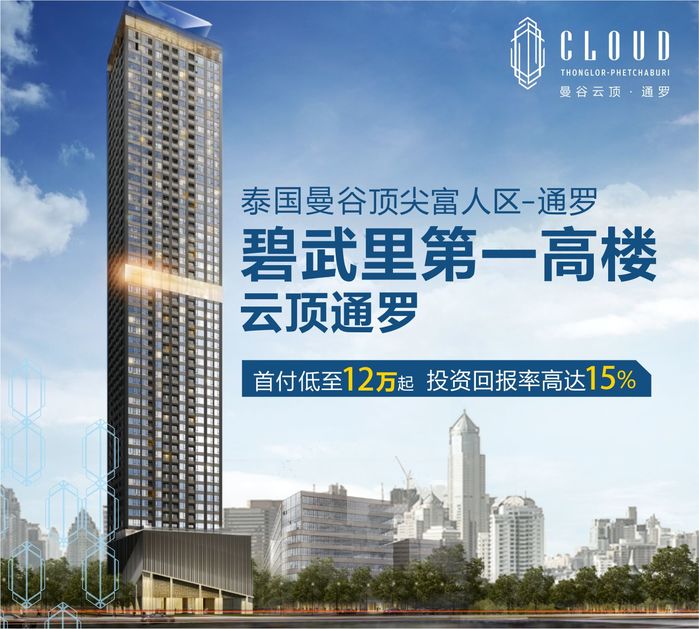 CLOUD
THONGLOR-PHETCHABURI
曼谷云顶·通罗
泰国曼谷顶尖富人区-通罗
碧武里第一高楼
云顶通罗
首付低至12万起 投资回报率高达15%